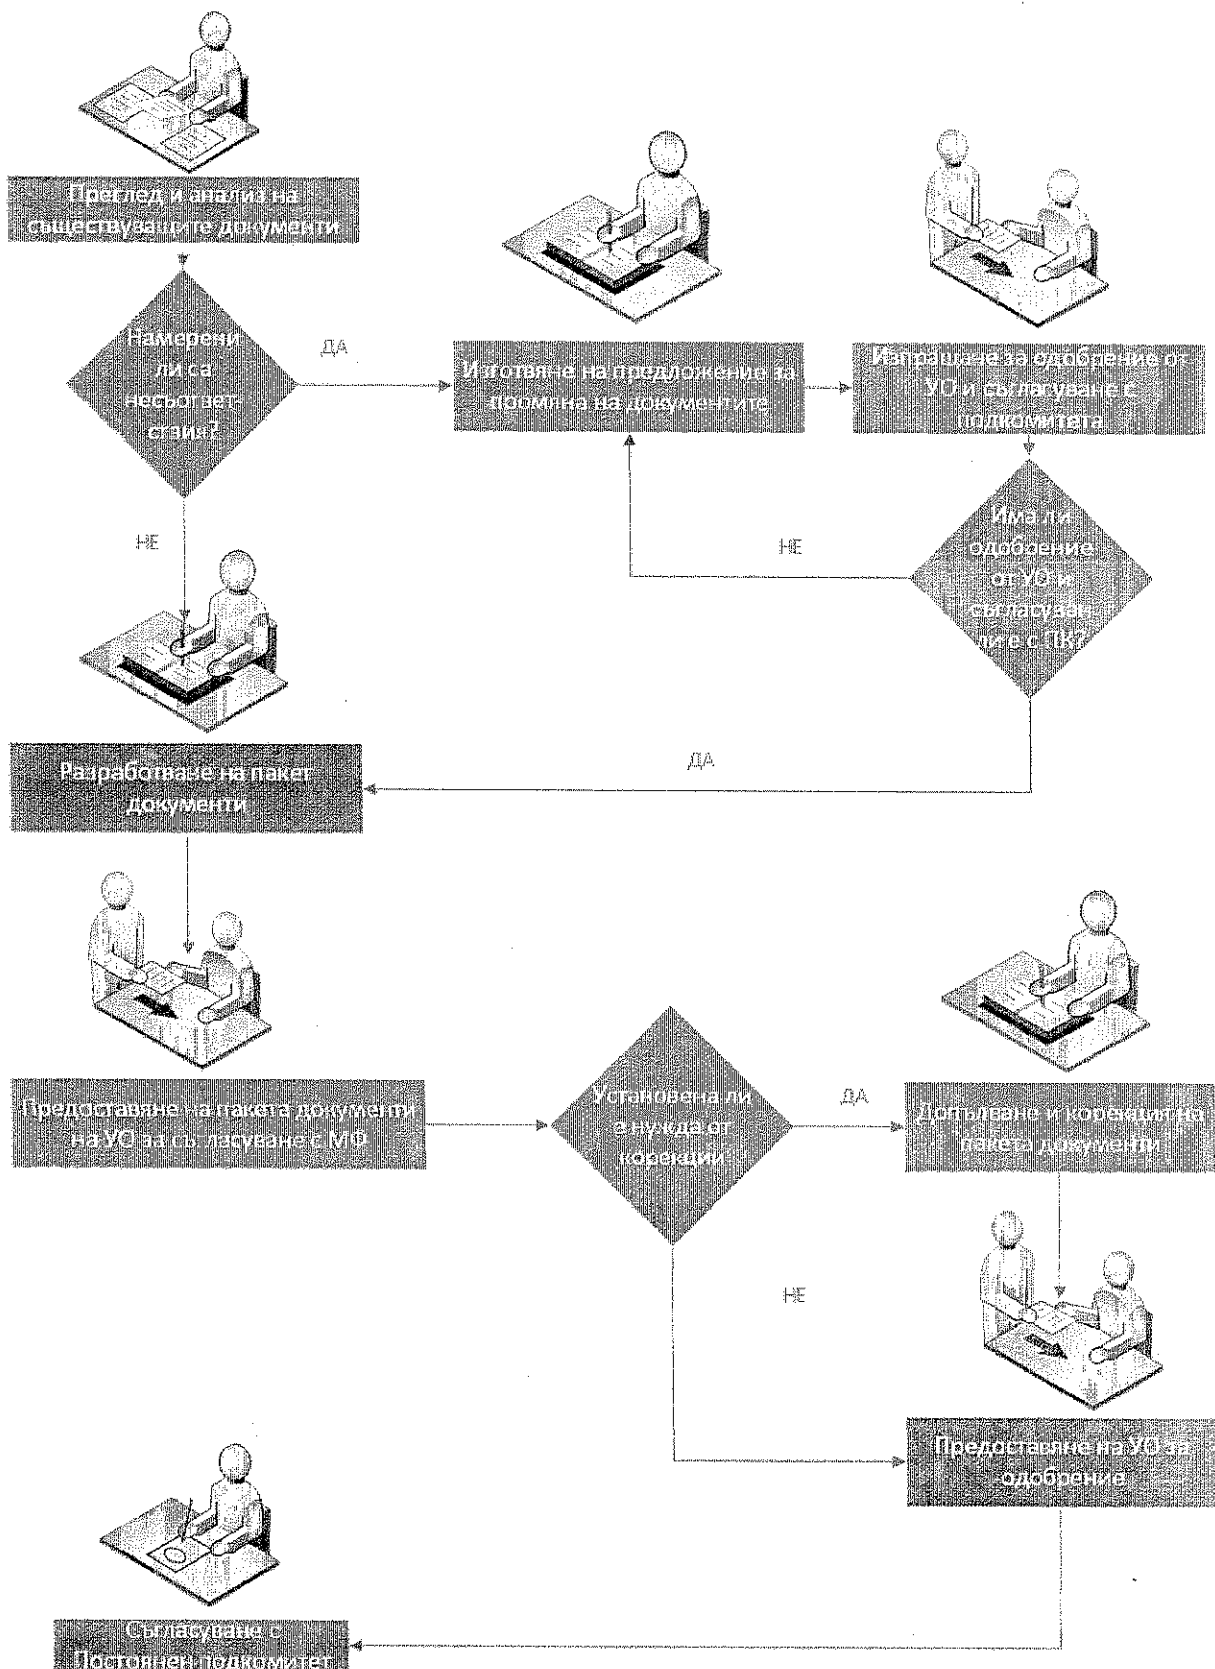 Преглед и анализ на
съществуващите документи
Намерени
ли са
несъответ
ствия?
ДА
Изготвяне на предложение за
промяна на документите
Изпращане за одобрение от
УО и съгласуване с
подкомитета
НЕ
Има ли
одобрение
от УО и
съгласуван
ли е с ПК?
НЕ
ДА
Разработване на пакет
документи
Предоставяне на пакета документи
на УО за съгласуване с МФ
Установена ли
е нужда от
корекции
ДА
Допълване и корекция на
пакета документи
НЕ
Предоставяне на УО за
одобрение
Съгласуване с
Постоянен подкомитет